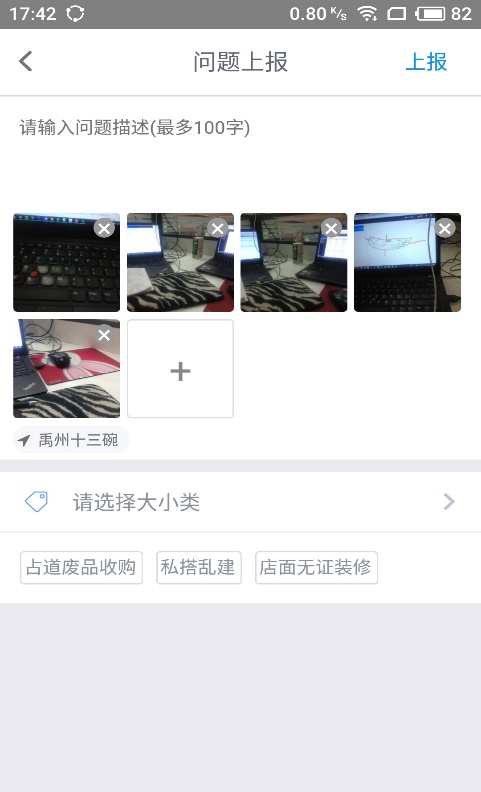 17:42 0.80 K/s 82
问题上报 上报
请输入问题描述(最多100字)
禹州十三碗
请选择大小类
占道废品收购 私搭乱建 店面无证装修